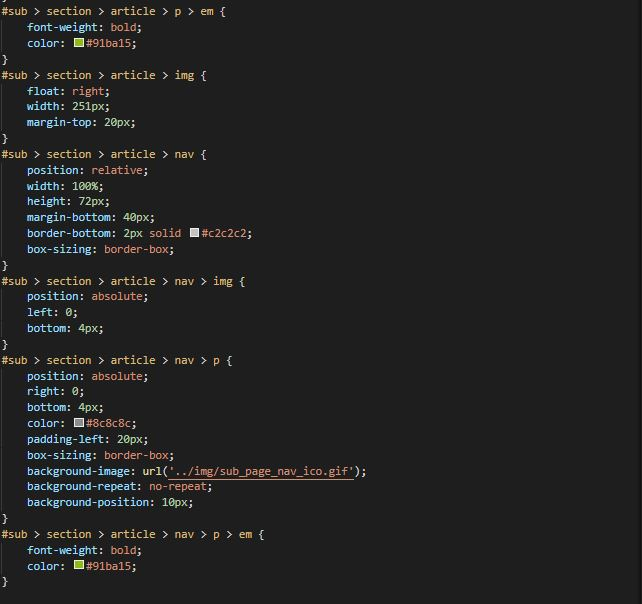 #sub > section > article > p > em {
font-weight: bold;
color: #91ba15;
}
#sub > section > article > img {
float: right;
width: 251px;
margin-top: 20px;
}
#sub > section > article > nav {
position: relative;
width: 100%;
height: 72px;
margin-bottom: 40px;
border-bottom: 2px solid #c2c2c2;
box-sizing: border-box;
}
#sub > section > article > nav > img {
position: absolute;
left: 0;
bottom: 4px;
}
#sub > section > article > nav > p {
position: absolute;
right: 0;
bottom: 4px;
color: #8c8c8c;
padding-left: 20px;
box-sizing: border-box;
background-image: url('../img/sub_page_nav_ico.gif');
background-repeat: no-repeat;
background-position: 10px;
}
#sub > section > article > nav > p > em {
font-weight: bold;
color: #91ba15;
}